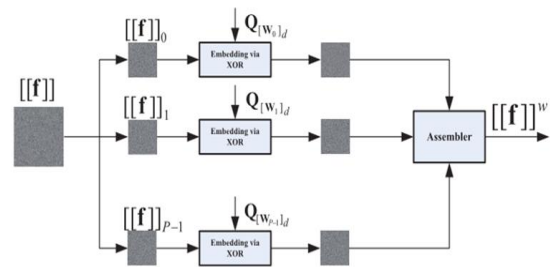 [[f]]
[[f]]₀
Q[W₀]d
Embedding via
XOR
[[f]]₁
Q[W₁]d
Embedding via
XOR
[[f]]P−1
Q[WP-1]d
Embedding via
XOR
Assembler
[[f]]ʷ